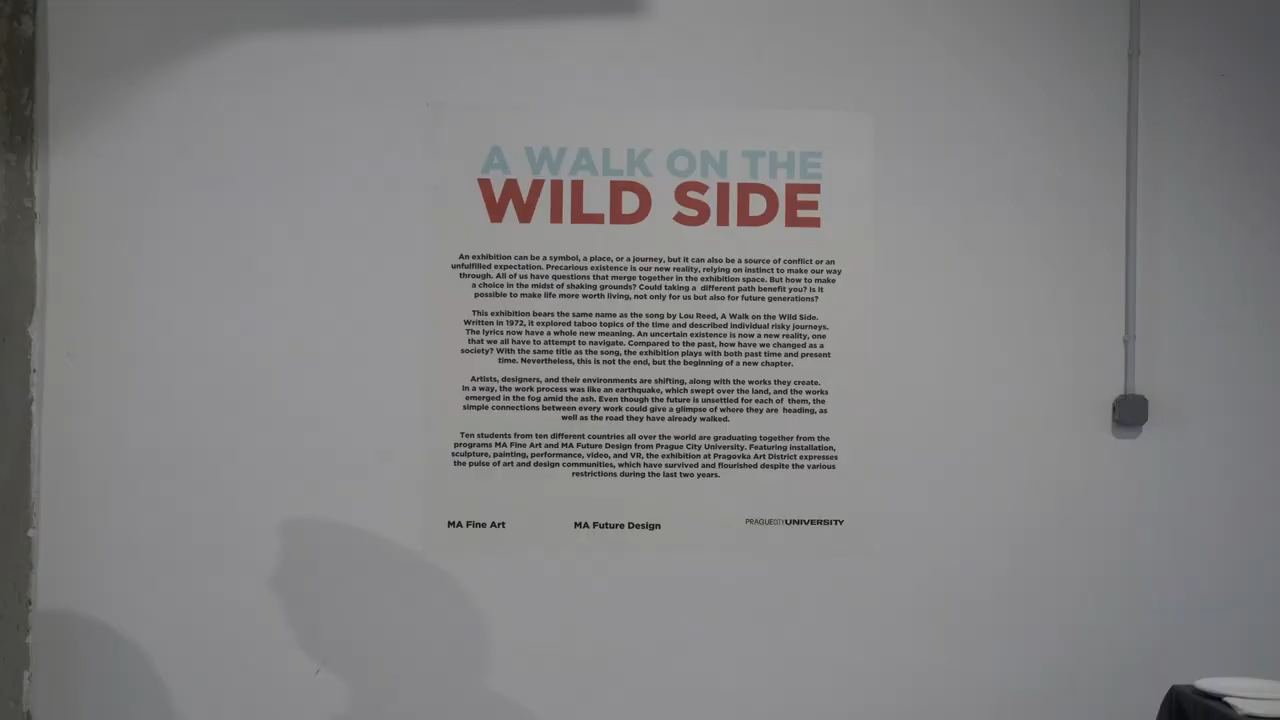 A WALK ON THE
WILD SIDE
An exhibition can be a symbol, a place, or a journey, but it can also be a source of conflict or an
unfulfilled expectation. Precarious existence is our new reality, relying on instinct to make our way
through. All of us have questions that merge together in the exhibition space. But how to make
a choice in the midst of shaking grounds? Could taking a different path benefit you? Is it
possible to make life more worth living, not only for us but also for future generations?
This exhibition bears the same name as the song by Lou Reed, A Walk on the Wild Side.
Written in 1972, it explored taboo topics of the time and described individual risky journeys.
The lyrics now have a whole new meaning. An uncertain existence is now a new reality, one
that we all have to attempt to navigate. Compared to the past, how have we changed as a
society? With the same title as the song, the exhibition plays with both past time and present
time. Nevertheless, this is not the end, but the beginning of a new chapter.
Artists, designers, and their environments are shifting, along with the works they create.
In a way, the work process was like an earthquake, which swept over the land, and the works
emerged in the fog amid the ash. Even though the future is unsettled for each of them, the
simple connections between every work could give a glimpse of where they are heading, as
well as the road they have already walked.
Ten students from ten different countries all over the world are graduating together from the
programs MA Fine Art and MA Future Design from Prague City University. Featuring installation,
sculpture, painting, performance, video, and VR, the exhibition at Pragovka Art District expresses
the pulse of art and design communities, which have survived and flourished despite the various
restrictions during the last two years.
MA Fine Art MA Future Design PRAGUECITYUNIVERSITY